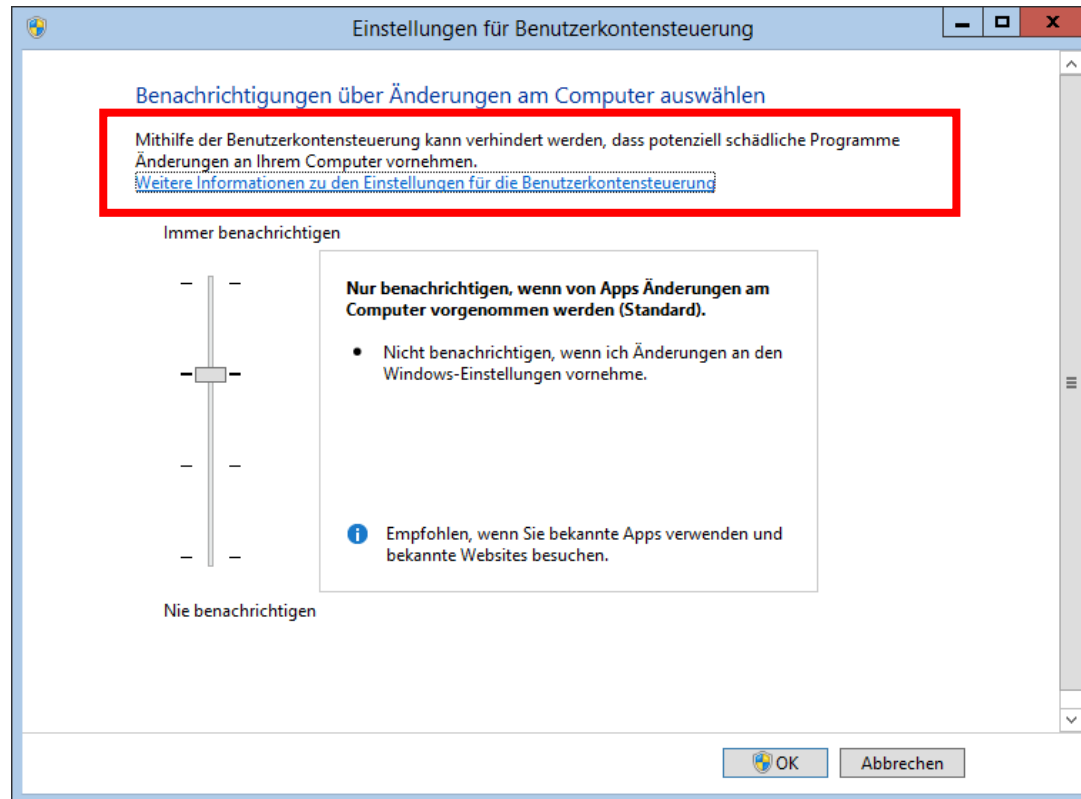 Einstellungen für Benutzerkontensteuerung
Benachrichtigungen über Änderungen am Computer auswählen
Mithilfe der Benutzerkontensteuerung kann verhindert werden, dass potenziell schädliche Programme
Änderungen an Ihrem Computer vornehmen.
Weitere Informationen zu den Einstellungen für die Benutzerkontensteuerung
Immer benachrichtigen
Nur benachrichtigen, wenn von Apps Änderungen am
Computer vorgenommen werden (Standard).
• Nicht benachrichtigen, wenn ich Änderungen an den
Windows-Einstellungen vornehme.
Empfohlen, wenn Sie bekannte Apps verwenden und
bekannte Websites besuchen.
Nie benachrichtigen
OK
Abbrechen